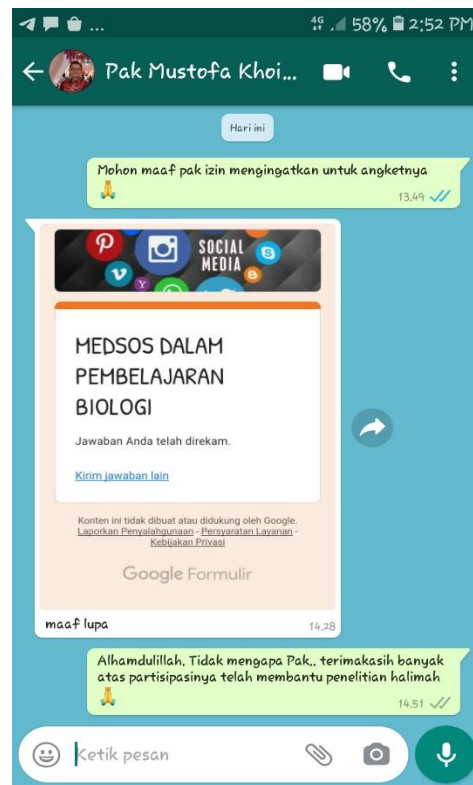 4G 58% 2:52 PM
Pak Mustofa Khoi...
Hari ini
Mohon maaf pak izin mengingatkan untuk angketnya
13.49
SOCIAL
MEDIA
MEDSOS DALAM
PEMBELAJARAN
BIOLOGI
Jawaban Anda telah direkam.
Kirim jawaban lain
Konten ini tidak dibuat atau didukung oleh Google.
Laporkan Penyalahgunaan - Persyaratan Layanan -
Kebijakan Privasi
Google Formulir
maaf lupa
14.28
Alhamdulillah. Tidak mengapa Pak.. terimakasih banyak
atas partisipasinya telah membantu penelitian halimah
14.51
Ketik pesan